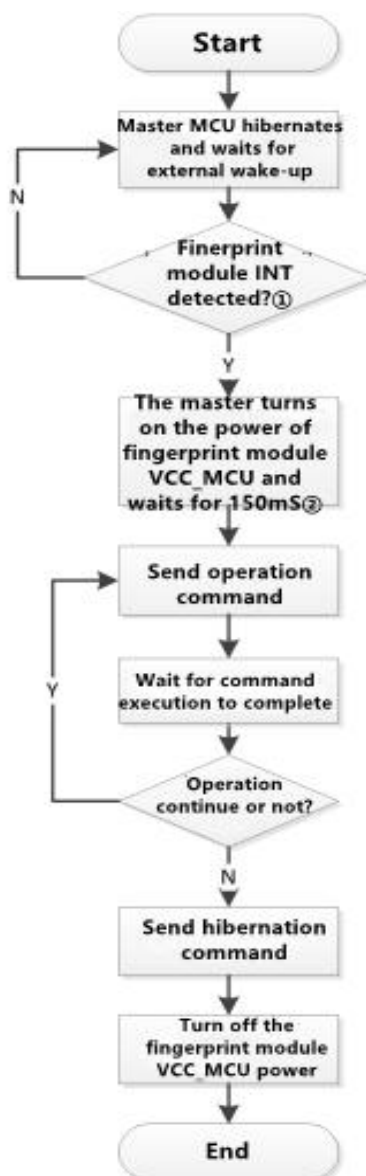 Start
Master MCU hibernates
and waits for
external wake-up
N
Finerprint
module INT
detected?①
Y
The master turns
on the power of
fingerprint module
VCC_MCU and
waits for 150mS②
Send operation
command
Y
Wait for command
execution to complete
Operation
continue or not?
N
Send hibernation
command
Turn off the
fingerprint module
VCC_MCU power
End